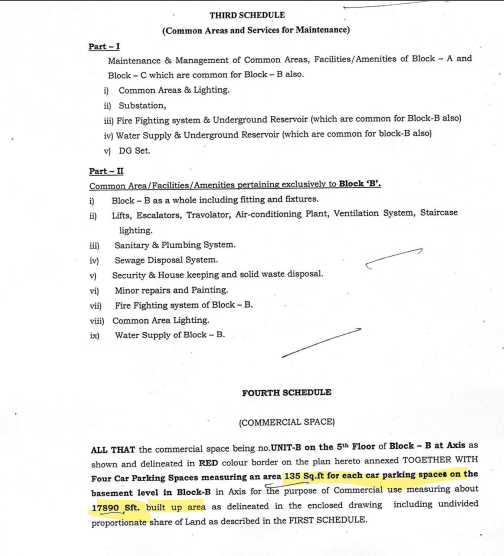 THIRD SCHEDULE
(Common Areas and Services for Maintenance)
Part – I
Maintenance & Management of Common Areas, Facilities/Amenities of Block – A and
Block – C which are common for Block – B also.
i) Common Areas & Lighting.
ii) Substation,
iii) Fire Fighting system & Underground Reservoir (which are common for Block-B also)
iv) Water Supply & Underground Reservoir (which are common for block-B also)
v) DG Set.
Part – II
Common Area/Facilities/Amenities pertaining exclusively to Block 'B'.
i) Block – B as a whole including fitting and fixtures.
ii) Lifts, Escalators, Travolator, Air-conditioning Plant, Ventilation System, Staircase
lighting.
iii) Sanitary & Plumbing System.
iv) Sewage Disposal System.
v) Security & House keeping and solid waste disposal.
vi) Minor repairs and Painting.
vii) Fire Fighting system of Block – B.
viii) Common Area Lighting.
ix) Water Supply of Block – B.
FOURTH SCHEDULE
(COMMERCIAL SPACE)
ALL THAT the commercial space being no.UNIT-B on the 5th Floor of Block – B at Axis as
shown and delineated in RED colour border on the plan hereto annexed TOGETHER WITH
Four Car Parking Spaces measuring an area 135 Sq.ft for each car parking spaces on the
basement level in Block-B in Axis for the purpose of Commercial use measuring about
17890 Sft. built up area as delineated in the enclosed drawing including undivided
proportionate share of Land as described in the FIRST SCHEDULE.